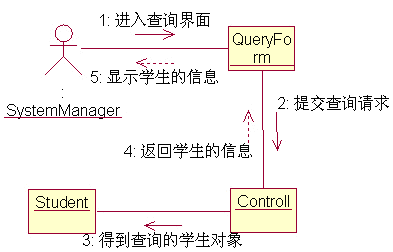 1: 进入查询界面
QueryFo
rm
5: 显示学生的信息
:
SystemManager
2: 提交查询请求
4: 返回学生的信息
Student
Controll
3: 得到查询的学生对象